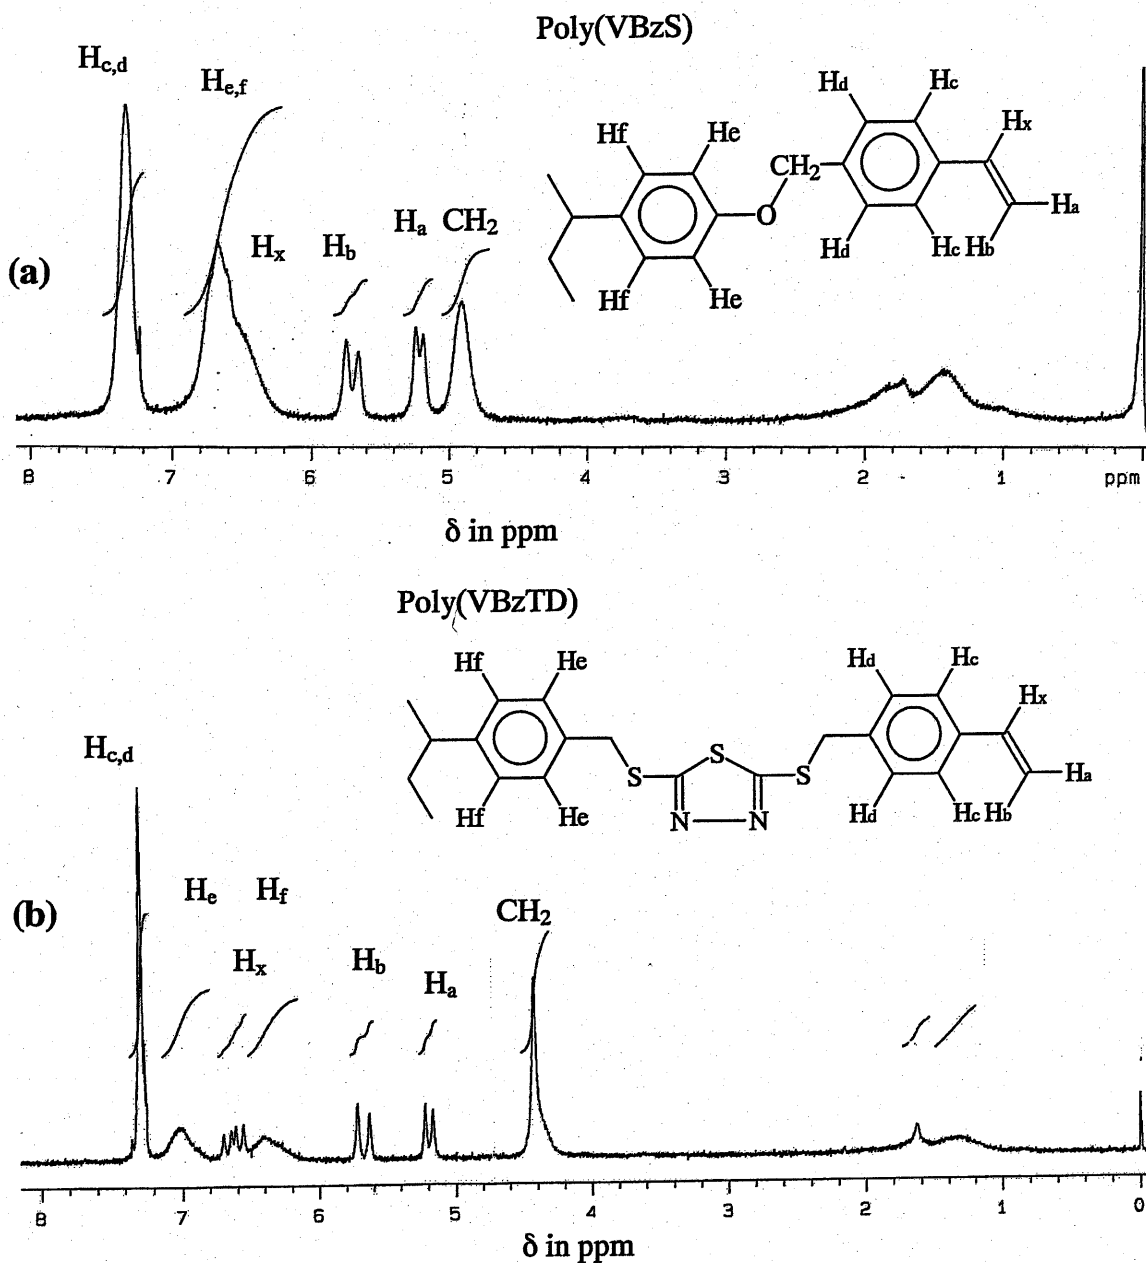 Poly(VBzS)
Hc,d
He,f
Hx
Hb
Ha
CH2
(a)
Hd
Hc
Hx
Hf
He
CH2
Ha
O
Hd
Hc
Hb
Hf
He
8 7 6 5 4 3 2 1 ppm
δ in ppm
Poly(VBzTD)
Hf
He
Hd
Hc
Hx
Hc,d
S
S
S
Ha
N
N
Hf
He
Hd
Hc
Hb
(b)
He
Hf
CH2
Hx
Hb
Ha
8 7 6 5 4 3 2 1 0
δ in ppm